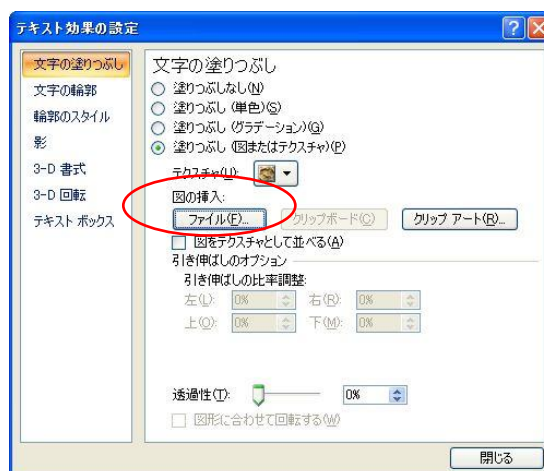 テキスト効果の設定
文字の塗りつぶし
文字の輪郭
輪郭のスタイル
影
3-D 書式
3-D 回転
テキスト ボックス
文字の塗りつぶし
塗りつぶしなし(N)
塗りつぶし (単色)(S)
塗りつぶし (グラデーション)(G)
塗りつぶし (図またはテクスチャ)(P)
テクスチャ(U):
図の挿入:
ファイル(F)... クリップボード(C) クリップ アート(R)...
図をテクスチャとして並べる(A)
引き伸ばしのオプション
引き伸ばしの比率調整:
左(L): 0% 右(R): 0%
上(O): 0% 下(M): 0%
透過性(T): 0%
図形に合わせて回転する(W)
閉じる